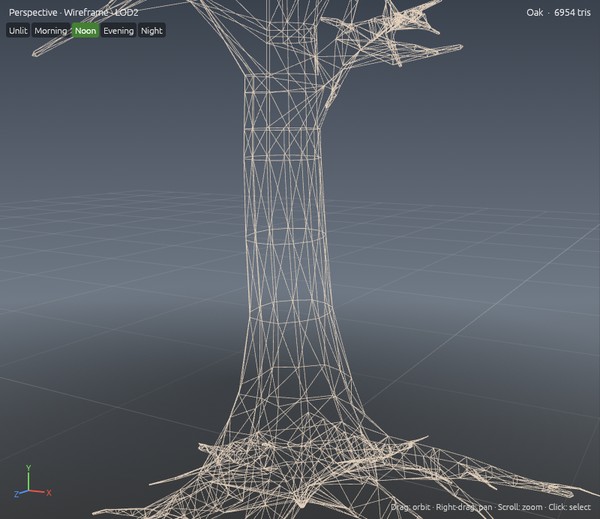 Perspective · Wireframe · LOD2
Oak · 6954 tris
Unlit Morning Noon Evening Night
Y
Z X
Drag: orbit · Right-drag: pan · Scroll: zoom · Click: select